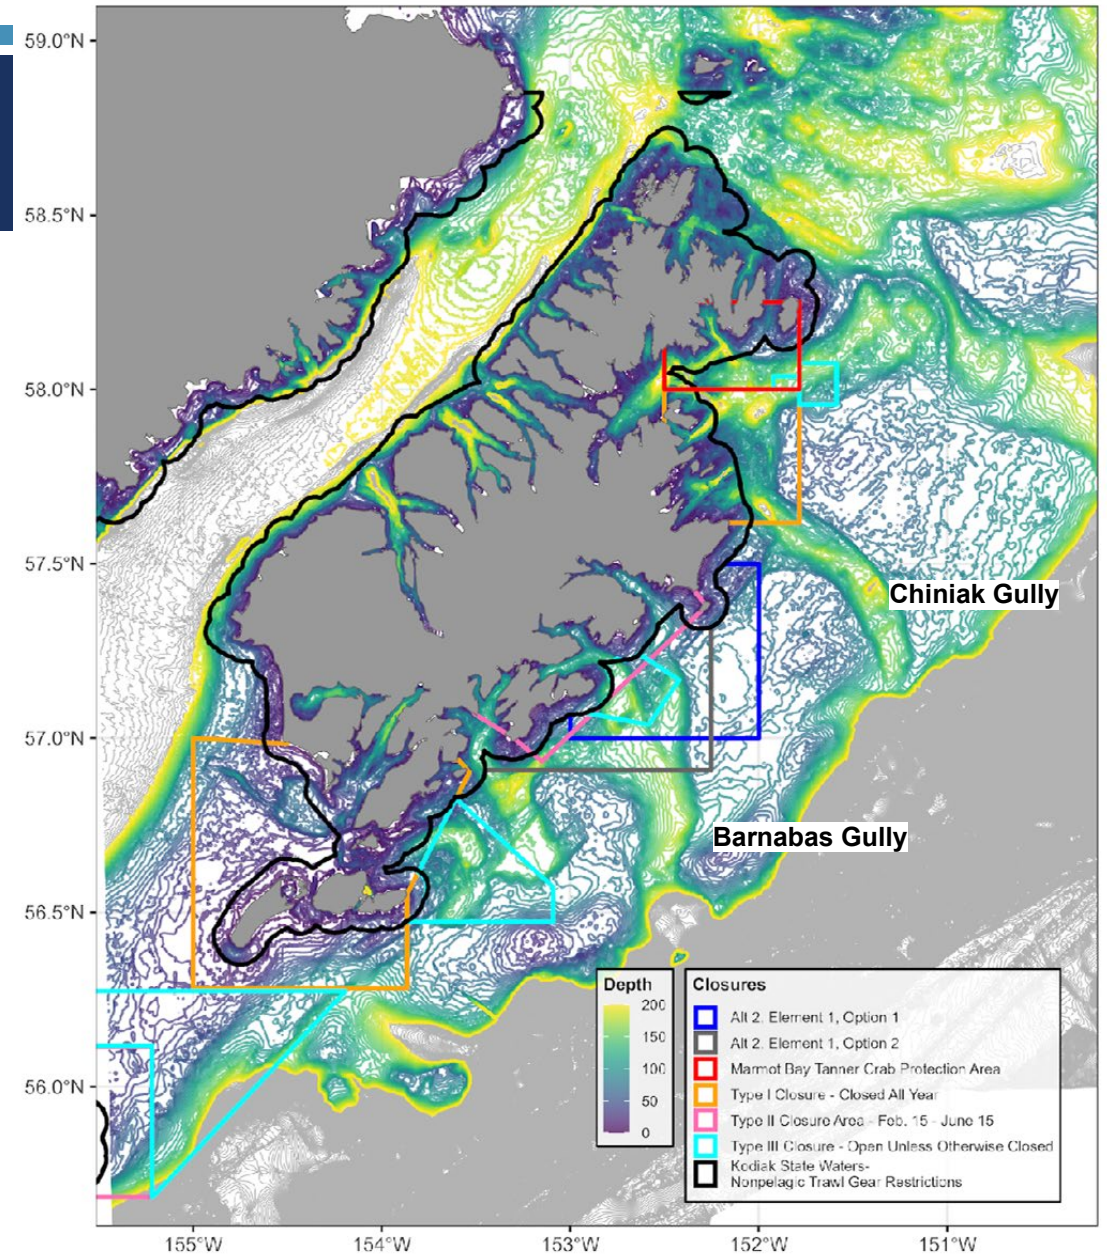 59.0°N
58.5°N
58.0°N
57.5°N
57.0°N
56.5°N
56.0°N
Chiniak Gully
Barnabas Gully
Depth
200
150
100
50
0
Closures
Alt 2. Element 1, Option 1
Alt 2. Element 1, Option 2
Marmot Bay Tanner Crab Protection Area
Type I Closure - Closed All Year
Type II Closure Area - Feb. 15 - June 15
Type III Closure - Open Unless Otherwise Closed
Kodiak State Waters-
Nonpelagic Trawl Gear Restrictions
155°W
154°W
153°W
152°W
151°W